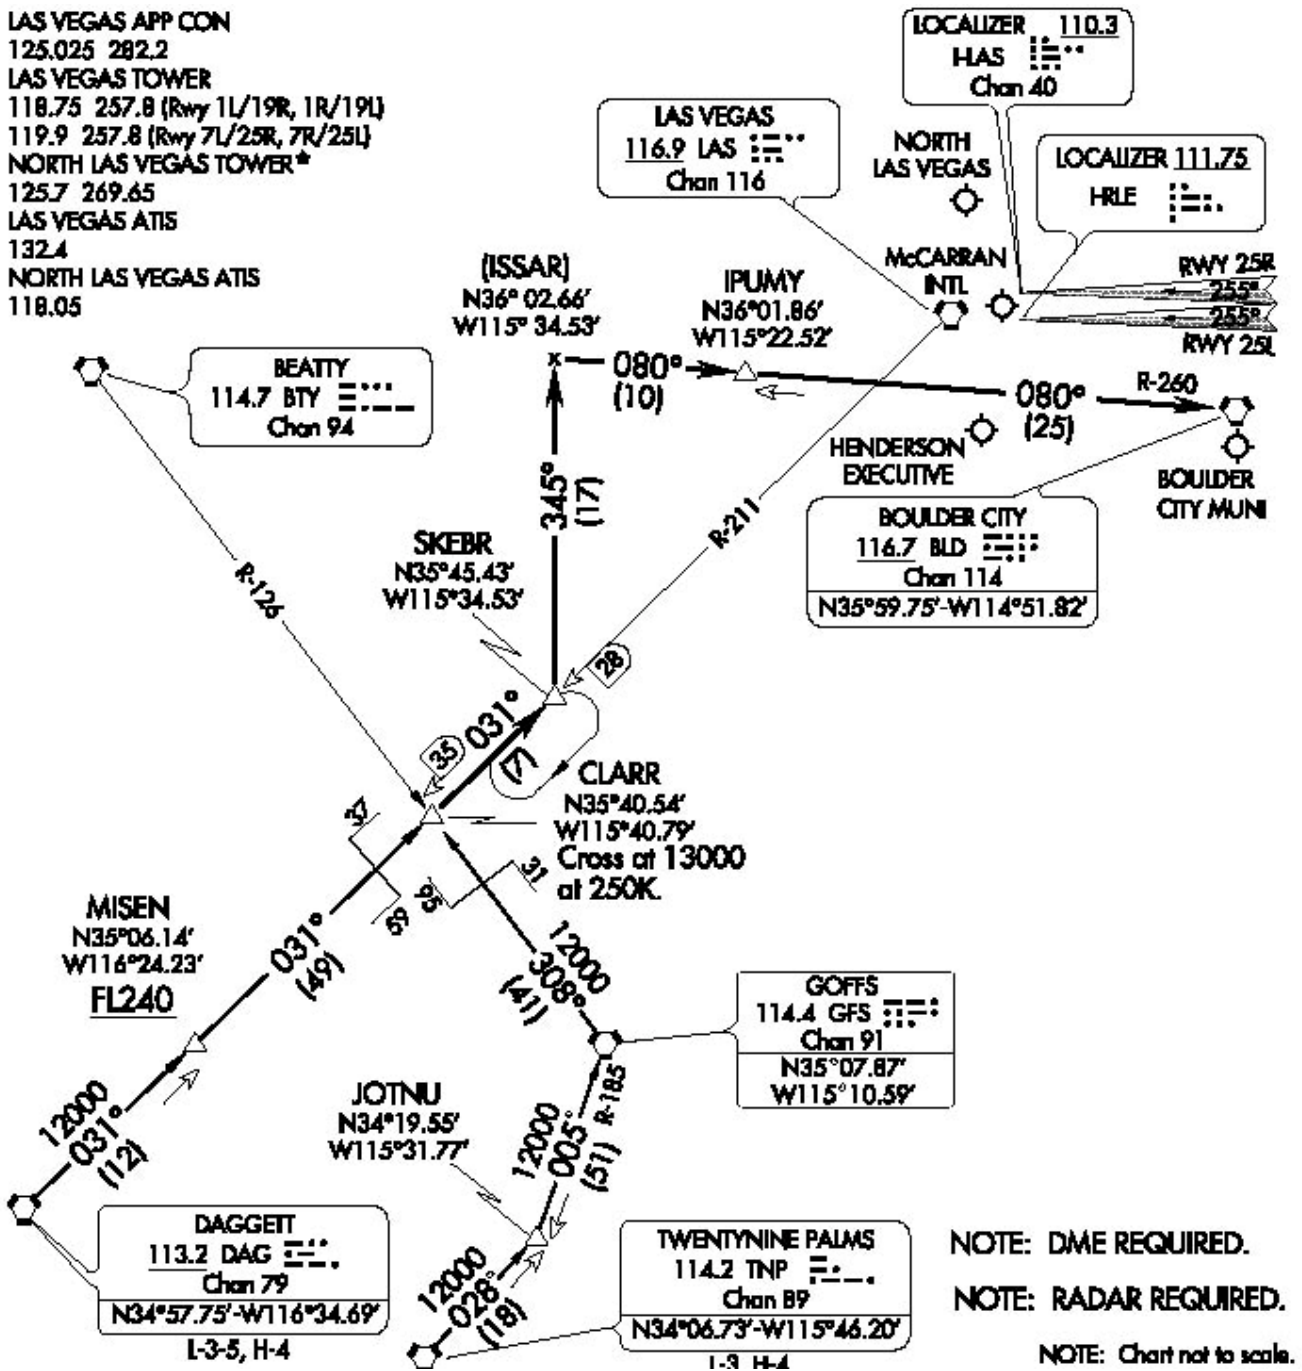 LAS VEGAS APP CON
125.025 282.2
LAS VEGAS TOWER
118.75 257.8 (Rwy 1L/19R, 1R/19L)
119.9 257.8 (Rwy 7L/25R, 7R/25L)
NORTH LAS VEGAS TOWER*
125.7 269.65
LAS VEGAS ATIS
132.4
NORTH LAS VEGAS ATIS
118.05
LOCALIZER 110.3
I-LAS
Chan 40
LAS VEGAS
116.9 LAS
Chan 116
NORTH
LAS VEGAS
LOCALIZER 111.75
I-RLE
McCARRAN
INTL
RWY 25R
255°
255°
RWY 25L
(ISSAR)
N36° 02.66'
W115° 34.53'
IPUMY
N36°01.86'
W115°22.52'
080°
(10)
080°
(25)
R-260
BEATTY
114.7 BTY
Chan 94
HENDERSON
EXECUTIVE
BOULDER
CITY MUNI
345°
(17)
R-211
BOULDER CITY
116.7 BLD
Chan 114
N35°59.75'-W114°51.82'
SKEBR
N35°45.43'
W115°34.53'
R-126
28
031°
(7)
35
CLARR
N35°40.54'
W115°40.79'
Cross at 13000
at 250K.
37
69
95
31
MISEN
N35°06.14'
W116°24.23'
FL240
031°
(49)
12000
308°
(41)
GOFFS
114.4 GFS
Chan 91
N35°07.87'
W115°10.59'
JOTNU
N34°19.55'
W115°31.77'
12000
005°
(51)
R-185
12000
031°
(12)
DAGGETT
113.2 DAG
Chan 79
N34°57.75'-W116°34.69'
L-3-5, H-4
12000
028°
(18)
TWENTYNINE PALMS
114.2 TNP
Chan 89
N34°06.73'-W115°46.20'
L-3, H-4
NOTE: DME REQUIRED.
NOTE: RADAR REQUIRED.
NOTE: Chart not to scale.